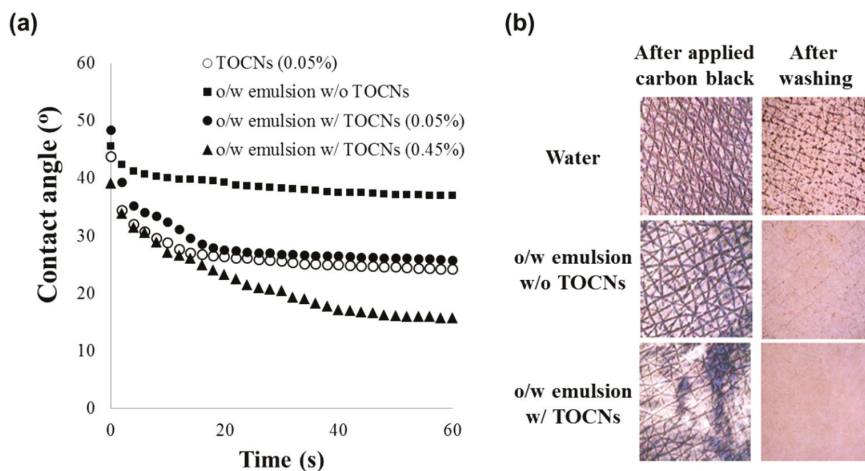 (a)
60
50
40
30
20
10
0
Contact angle (º)
0
20
40
60
Time (s)
TOCNs (0.05%)
o/w emulsion w/o TOCNs
o/w emulsion w/ TOCNs (0.05%)
o/w emulsion w/ TOCNs (0.45%)
(b)
After applied
carbon black
After
washing
Water
o/w emulsion
w/o TOCNs
o/w emulsion
w/ TOCNs